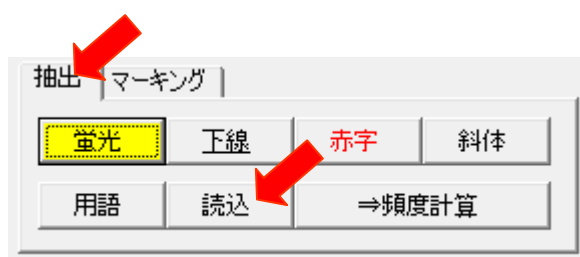 抽出 マーキング
蛍光 下線 赤字 斜体
用語 読込 ⇒頻度計算